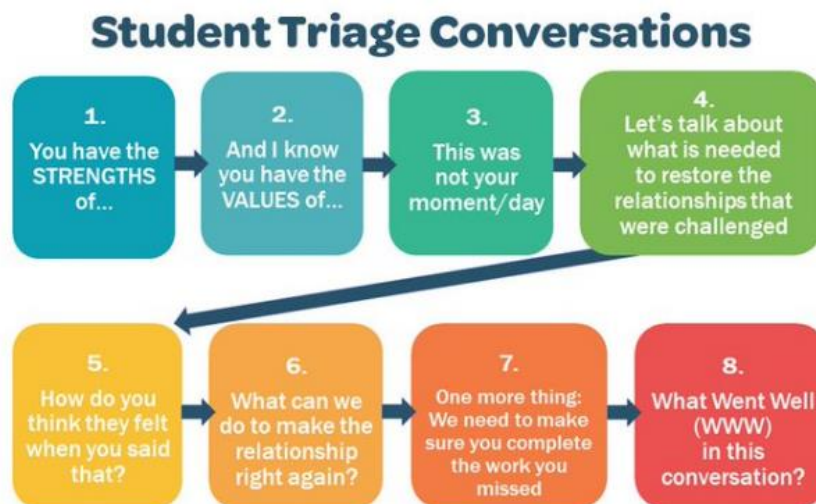 Student Triage Conversations
1.
You have the
STRENGTHS
of...
2.
And I know
you have the
VALUES of...
3.
This was
not your
moment/day
4.
Let's talk about
what is needed
to restore the
relationships that
were challenged
5.
How do you
think they felt
when you said
that?
6.
What can we
do to make the
relationship
right again?
7.
One more thing:
We need to make
sure you complete
the work you
missed
8.
What Went Well
(WWW)
in this
conversation?